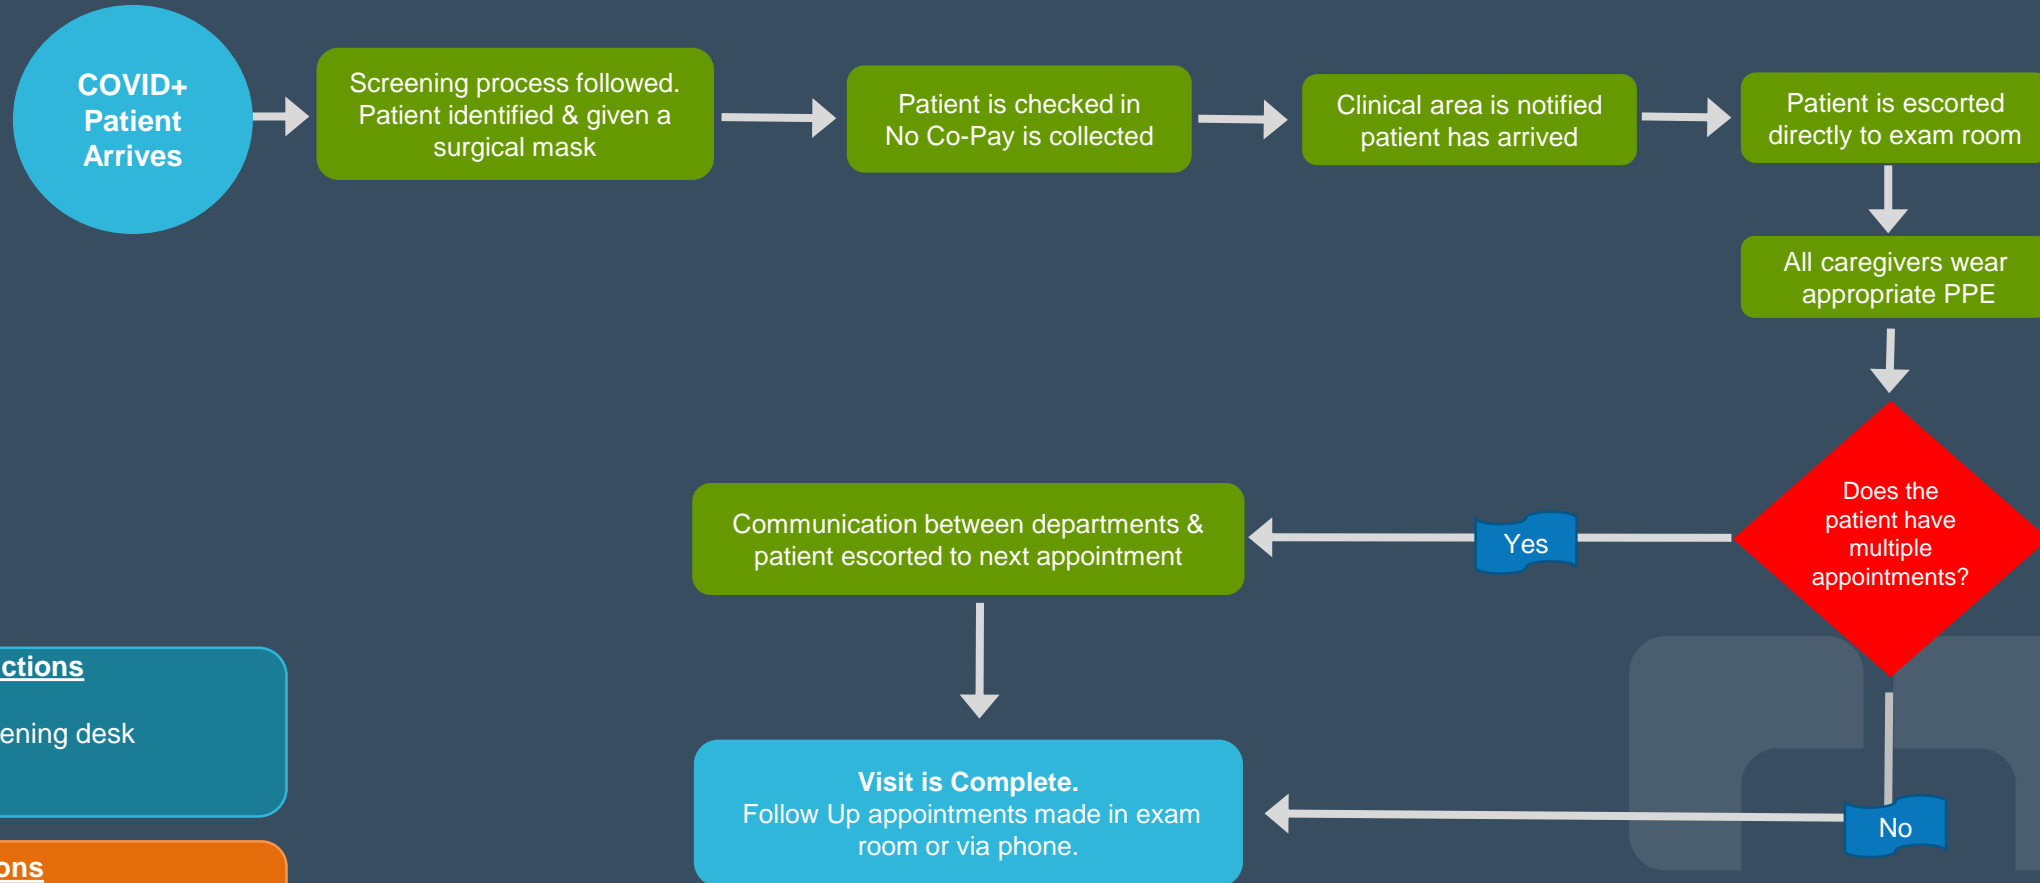 COVID+
Patient
Arrives
Screening process followed.
Patient identified & given a
surgical mask
Patient is checked in
No Co-Pay is collected
Clinical area is notified
patient has arrived
Patient is escorted
directly to exam room
All caregivers wear
appropriate PPE
Does the
patient have
multiple
appointments?
Yes
Communication between departments &
patient escorted to next appointment
No
Visit is Complete.
Follow Up appointments made in exam
room or via phone.
ctions
ening desk
ons